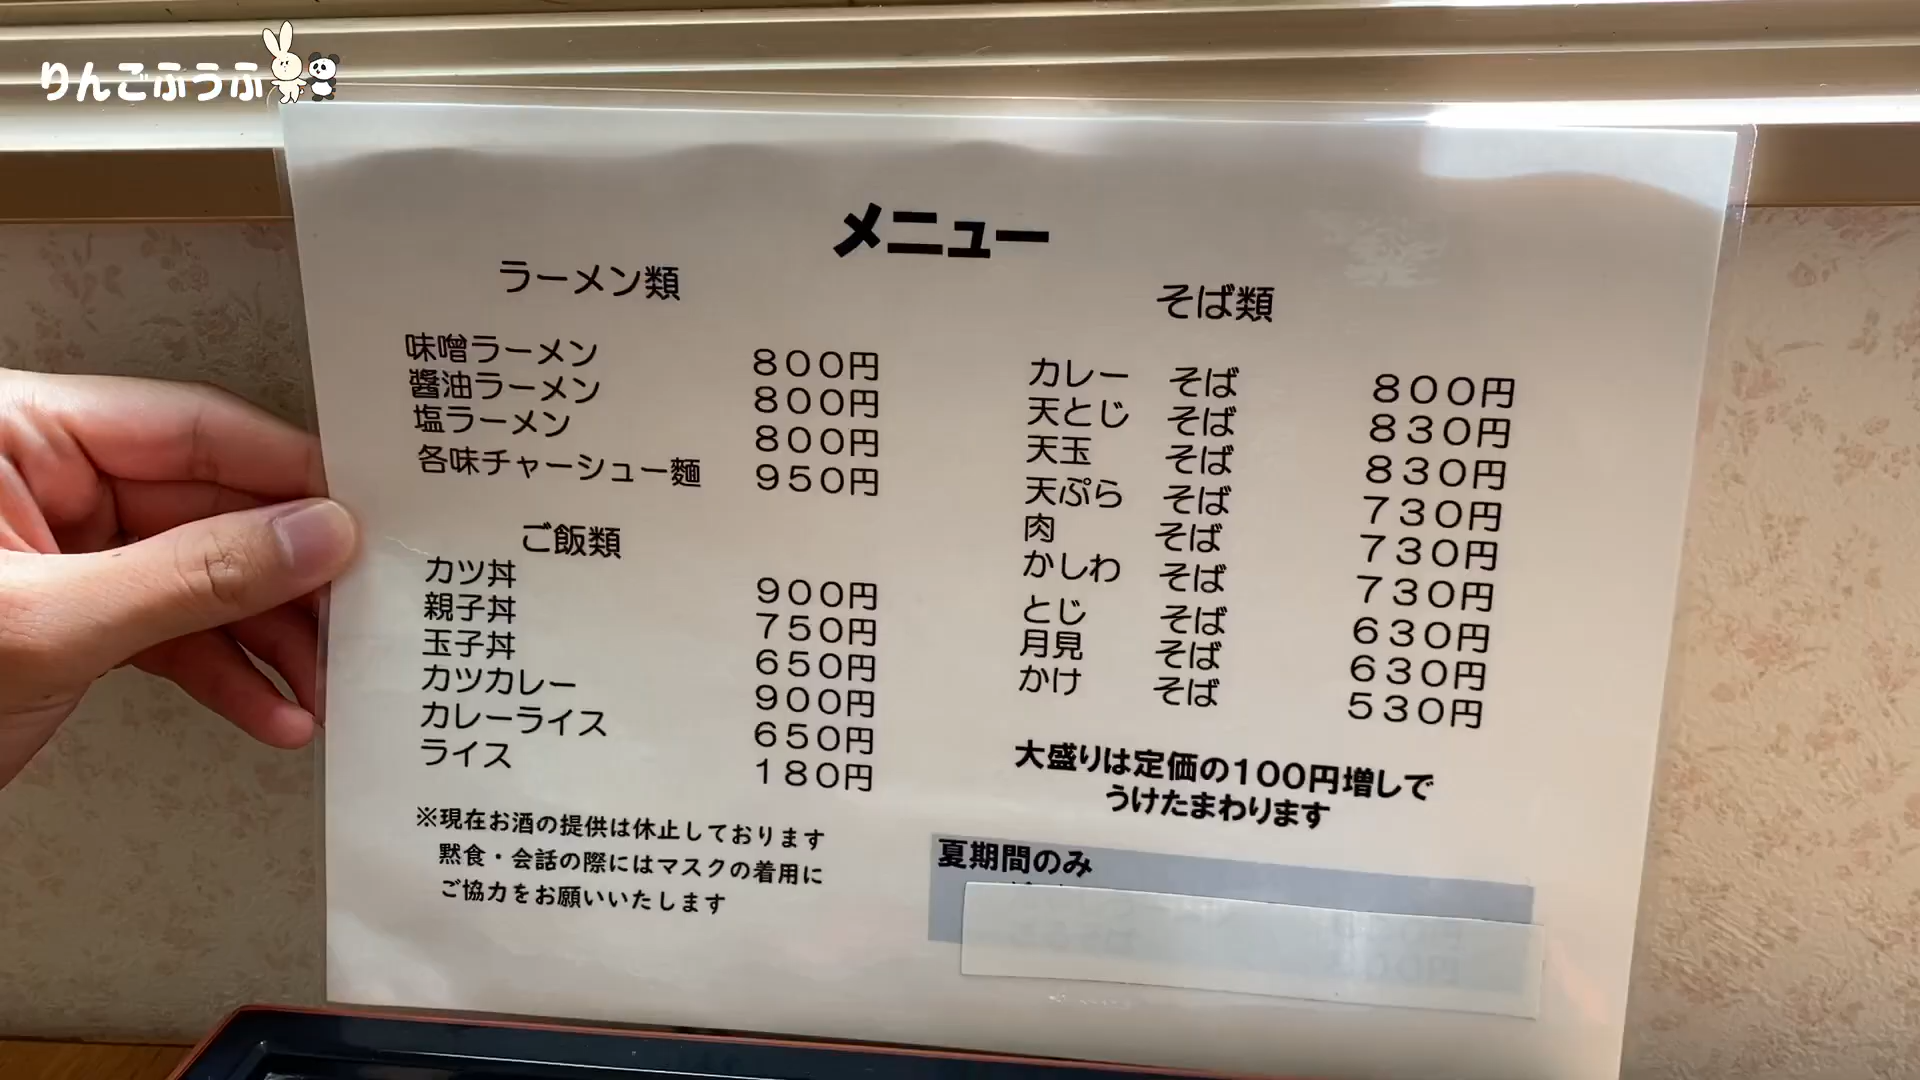 りんごふうふ
メニュー
ラーメン類
味噌ラーメン 800円
醤油ラーメン 800円
塩ラーメン 800円
各味チャーシュー麺 950円
ご飯類
カツ丼 900円
親子丼 750円
玉子丼 650円
カツカレー 900円
カレーライス 650円
ライス 180円
※現在お酒の提供は休止しております
黙食・会話の際にはマスクの着用に
ご協力をお願いいたします
そば類
カレー そば 800円
天とじ そば 830円
天玉 そば 830円
天ぷら そば 730円
肉 そば 730円
かしわ そば 730円
とじ そば 630円
月見 そば 630円
かけ そば 530円
大盛りは定価の100円増しで
うけたまわります
夏期間のみ